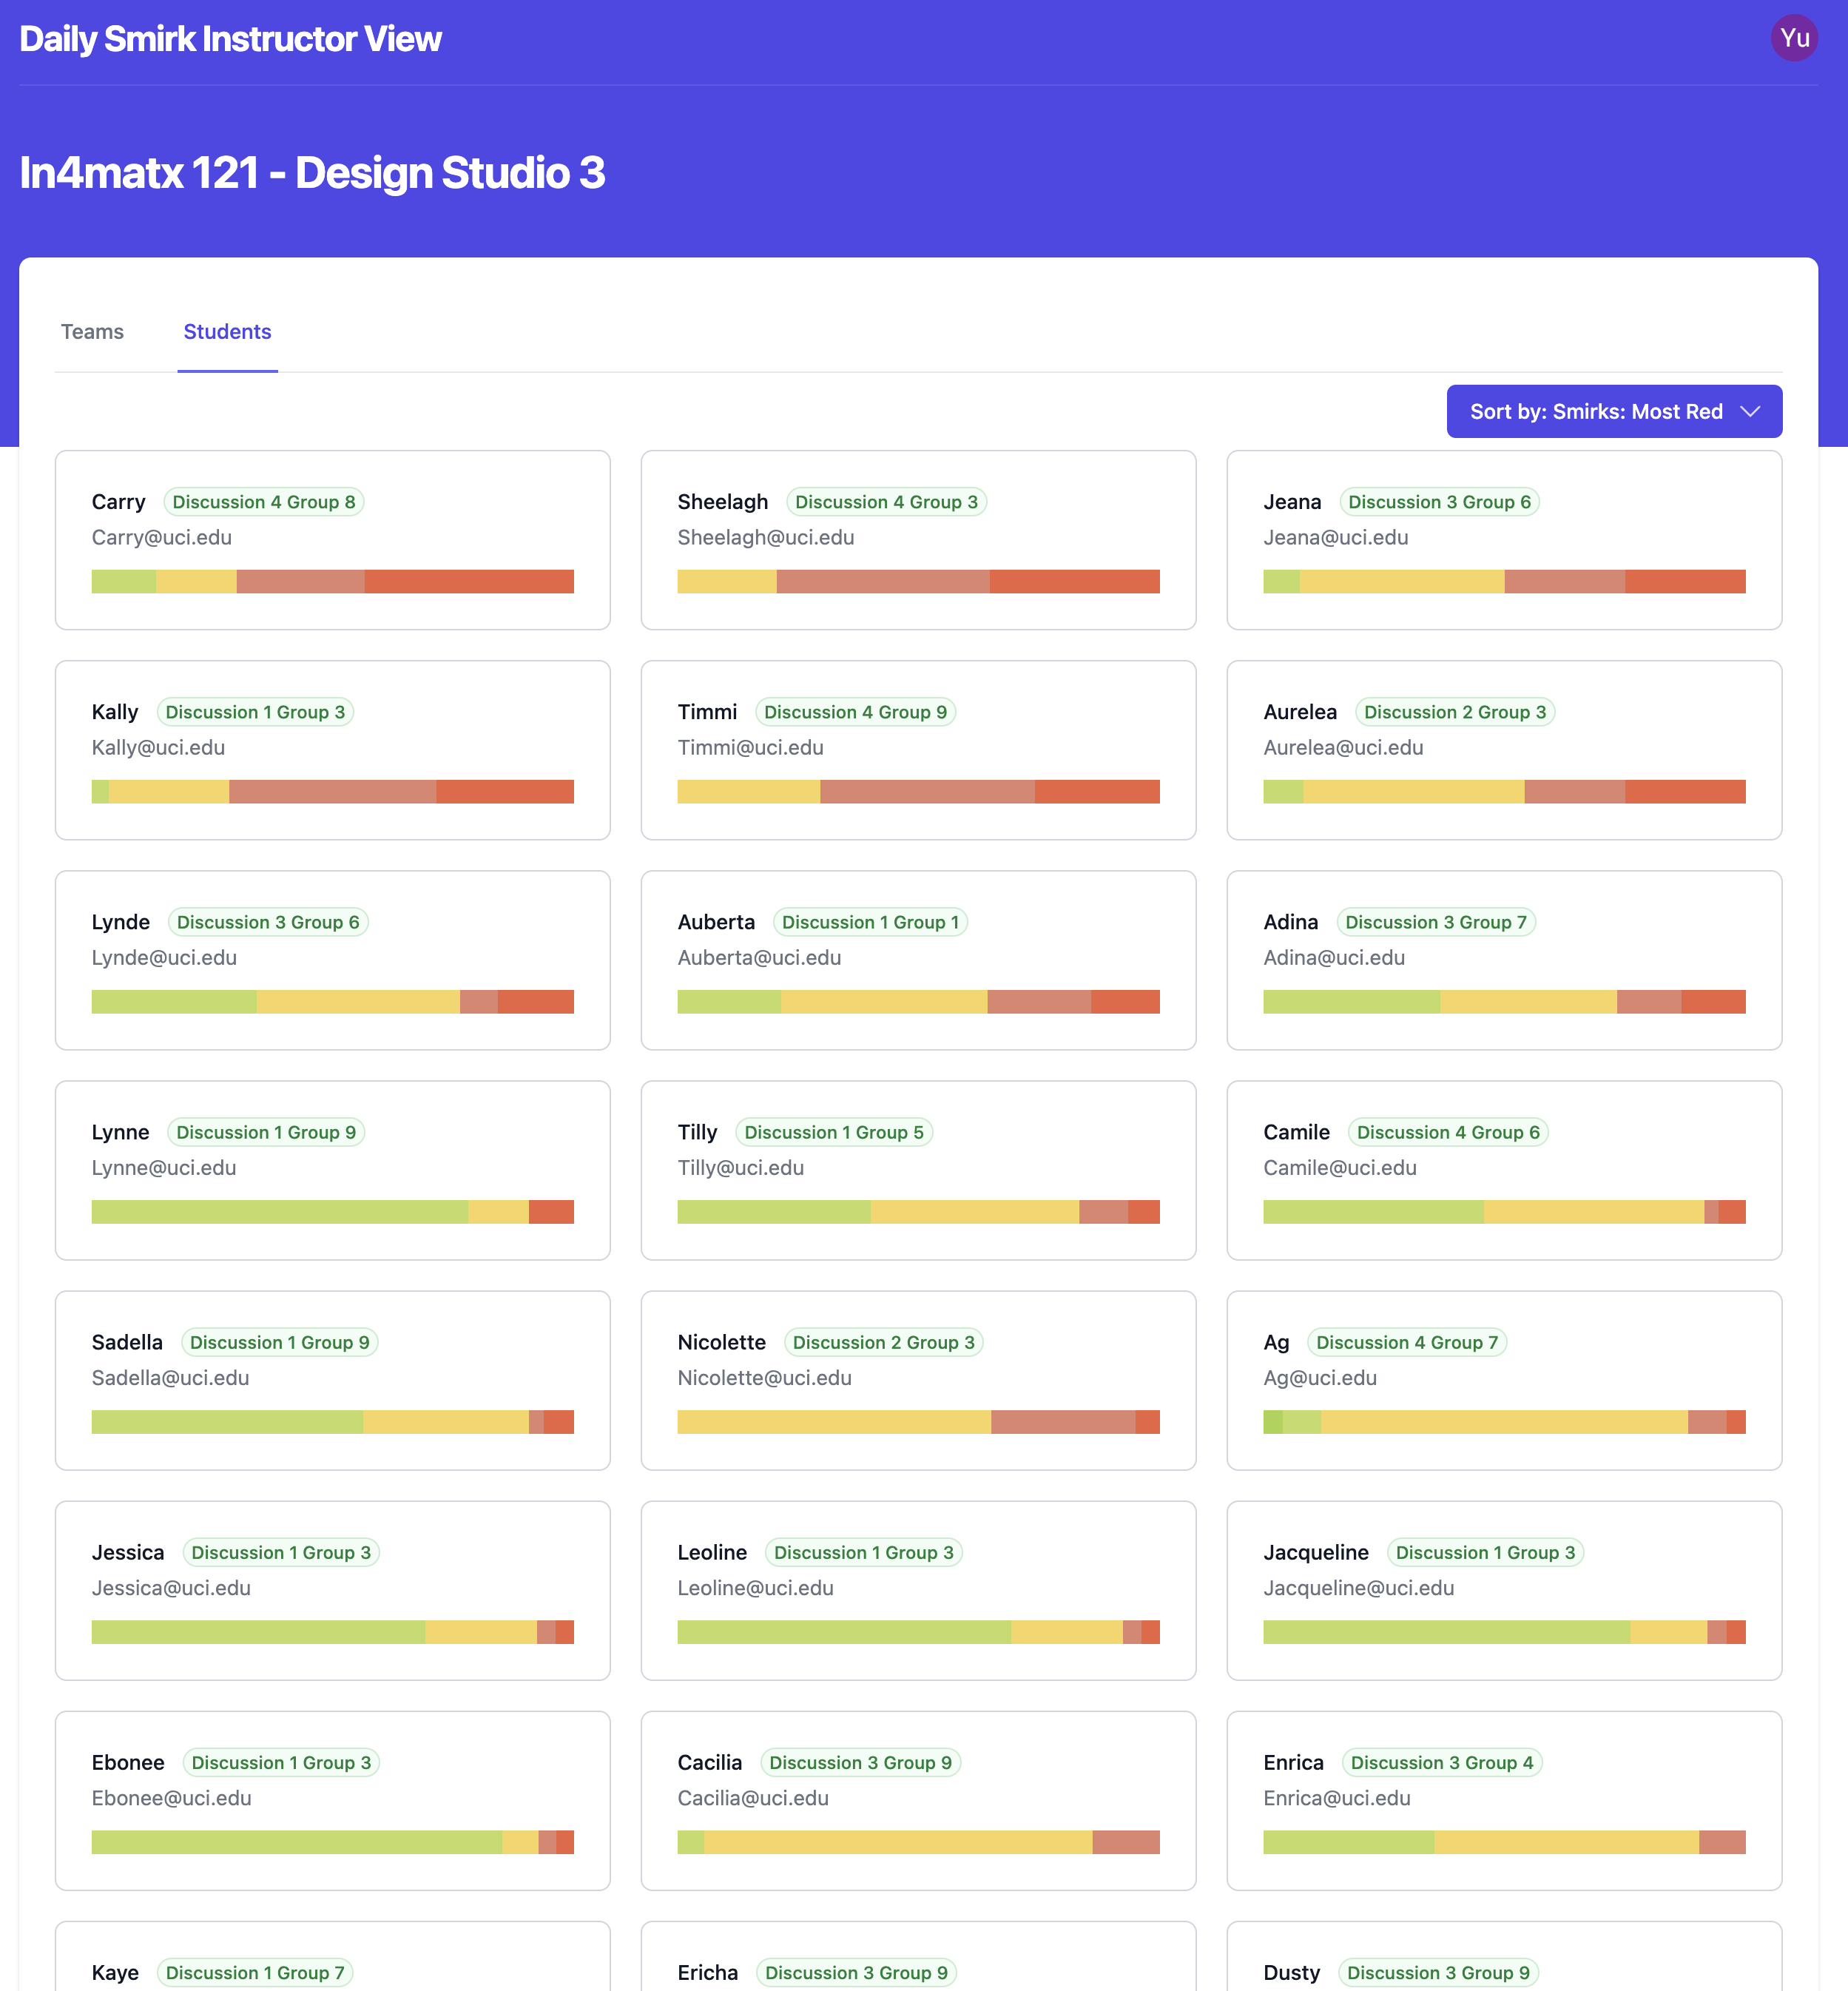 Daily Smirk Instructor View
Yu
In4matx 121 - Design Studio 3
Teams Students
Sort by: Smirks: Most Red
Carry Discussion 4 Group 8
Carry@uci.edu
Sheelagh Discussion 4 Group 3
Sheelagh@uci.edu
Jeana Discussion 3 Group 6
Jeana@uci.edu
Kally Discussion 1 Group 3
Kally@uci.edu
Timmi Discussion 4 Group 9
Timmi@uci.edu
Aurelea Discussion 2 Group 3
Aurelea@uci.edu
Lynde Discussion 3 Group 6
Lynde@uci.edu
Auberta Discussion 1 Group 1
Auberta@uci.edu
Adina Discussion 3 Group 7
Adina@uci.edu
Lynne Discussion 1 Group 9
Lynne@uci.edu
Tilly Discussion 1 Group 5
Tilly@uci.edu
Camile Discussion 4 Group 6
Camile@uci.edu
Sadella Discussion 1 Group 9
Sadella@uci.edu
Nicolette Discussion 2 Group 3
Nicolette@uci.edu
Ag Discussion 4 Group 7
Ag@uci.edu
Jessica Discussion 1 Group 3
Jessica@uci.edu
Leoline Discussion 1 Group 3
Leoline@uci.edu
Jacqueline Discussion 1 Group 3
Jacqueline@uci.edu
Ebonee Discussion 1 Group 3
Ebonee@uci.edu
Cacilia Discussion 3 Group 9
Cacilia@uci.edu
Enrica Discussion 3 Group 4
Enrica@uci.edu
Kaye Discussion 1 Group 7
Ericha Discussion 3 Group 9
Dusty Discussion 3 Group 9